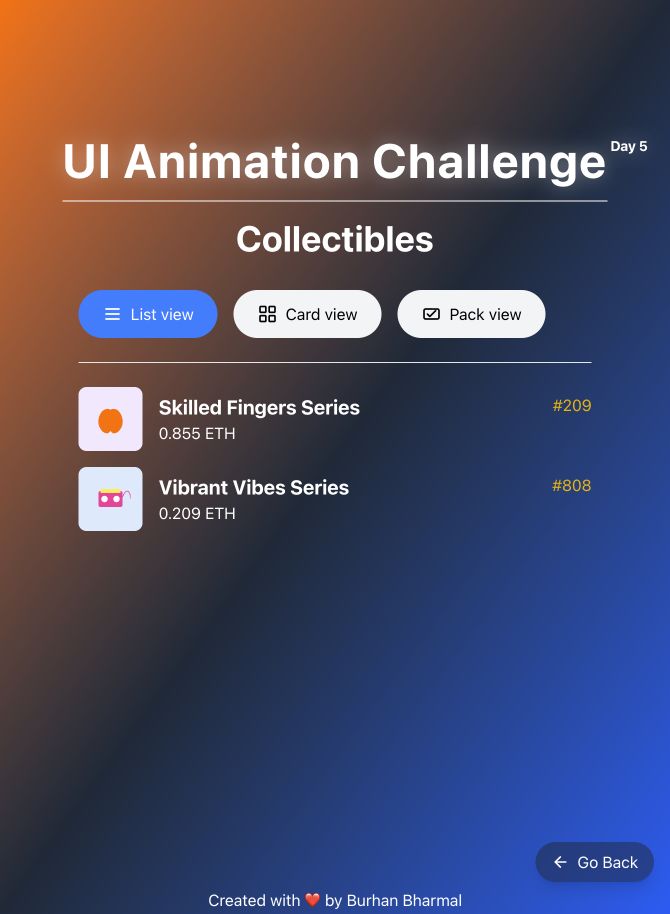 UI Animation Challenge Day 5
Collectibles
List view Card view Pack view
Skilled Fingers Series #209
0.855 ETH
Vibrant Vibes Series #808
0.209 ETH
Go Back
Created with ❤️ by Burhan Bharmal